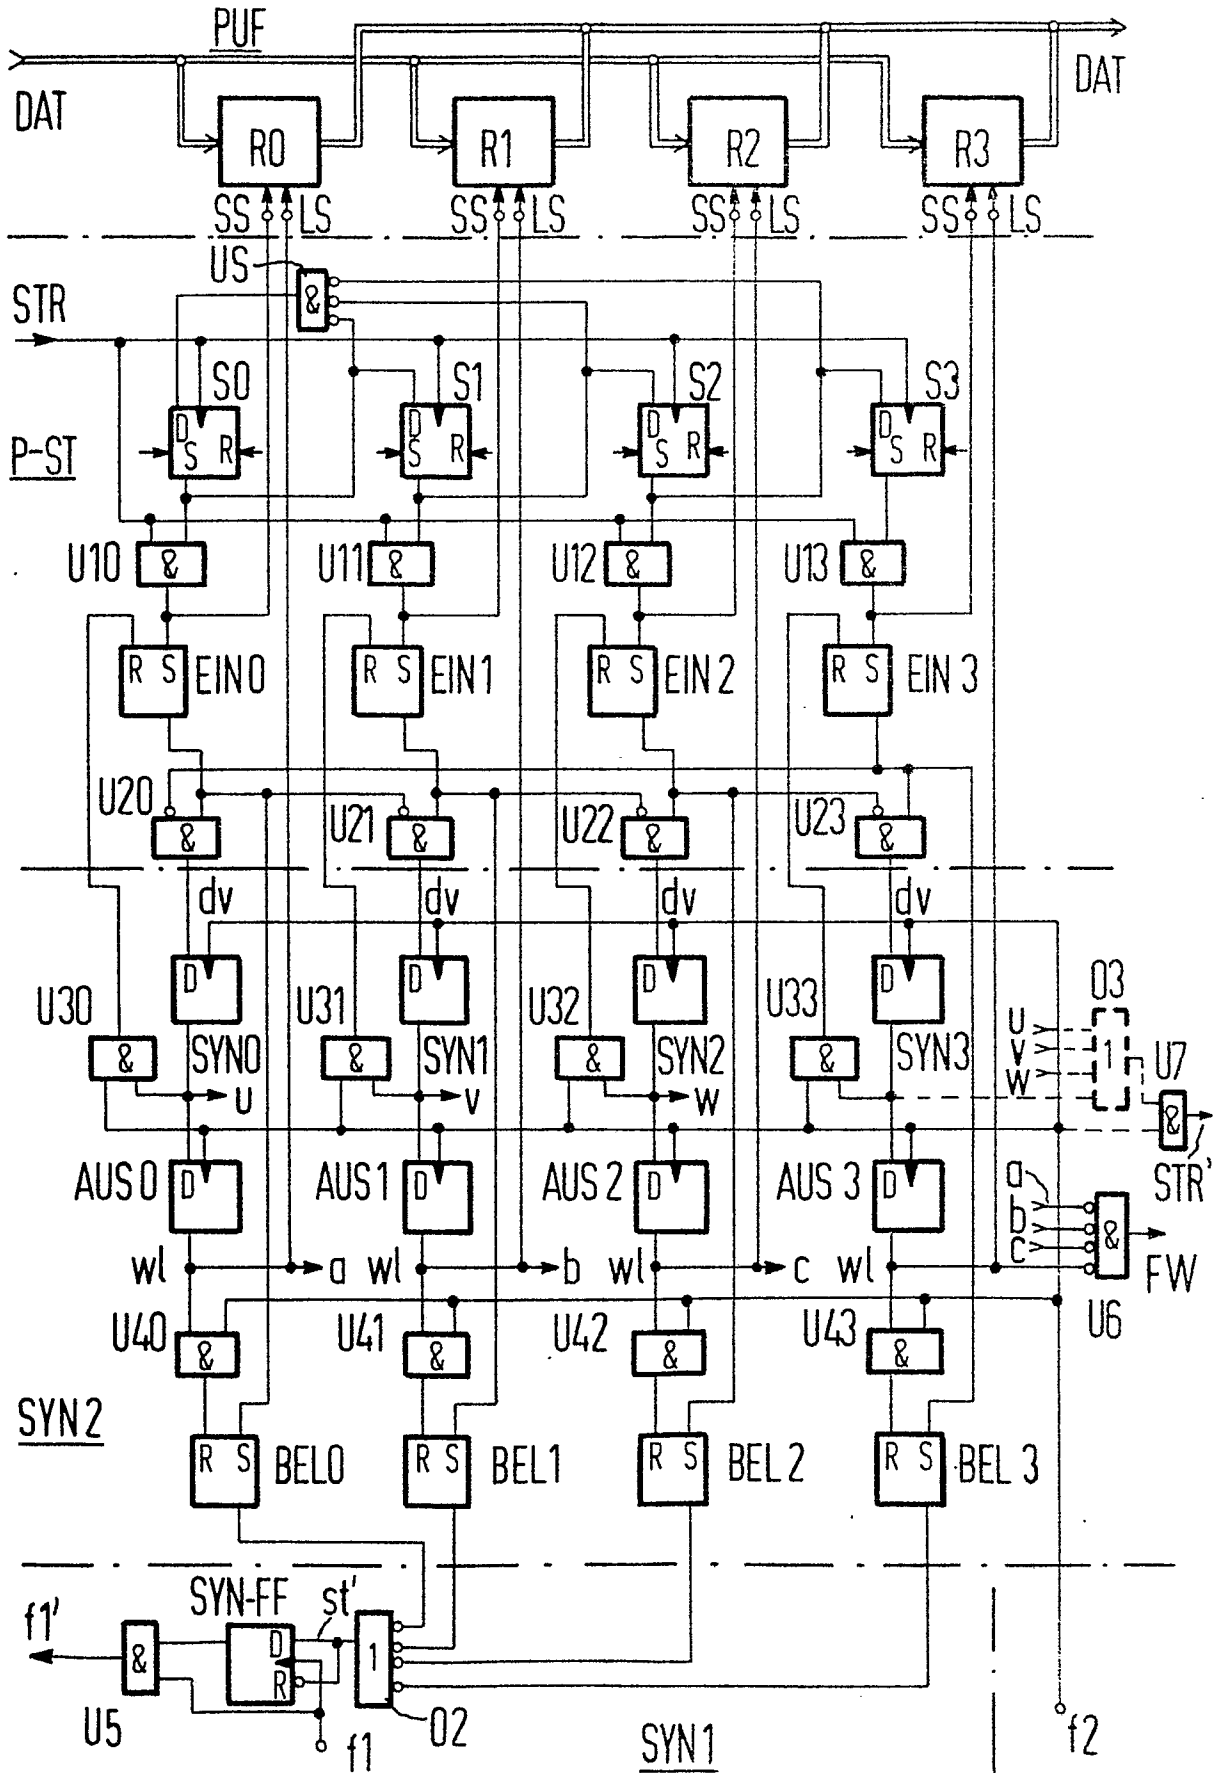 PUF
DAT
DAT
R0 R1 R2 R3
SS LS SS LS SS LS SS LS
US
&
STR
S0 S1 S2 S3
D S R D S R D S R D S R
P-ST
U10 & U11 & U12 & U13 &
R S EIN0 R S EIN1 R S EIN2 R S EIN3
U20 & U21 & U22 & U23 &
dv dv dv dv
D D D D
U30 U31 U32 U33 O3
& SYN0 & SYN1 & SYN2 & SYN3
u v w
U
V
W
1
U7
&
STR'
AUS0 D AUS1 D AUS2 D AUS3 D
a
b
c
&
FW
U6
wl a wl b wl c wl
U40 & U41 & U42 & U43 &
SYN2
R S BEL0 R S BEL1 R S BEL2 R S BEL3
SYN-FF st'
f1'
& D R 1
U5 f1 O2
SYN1
f2